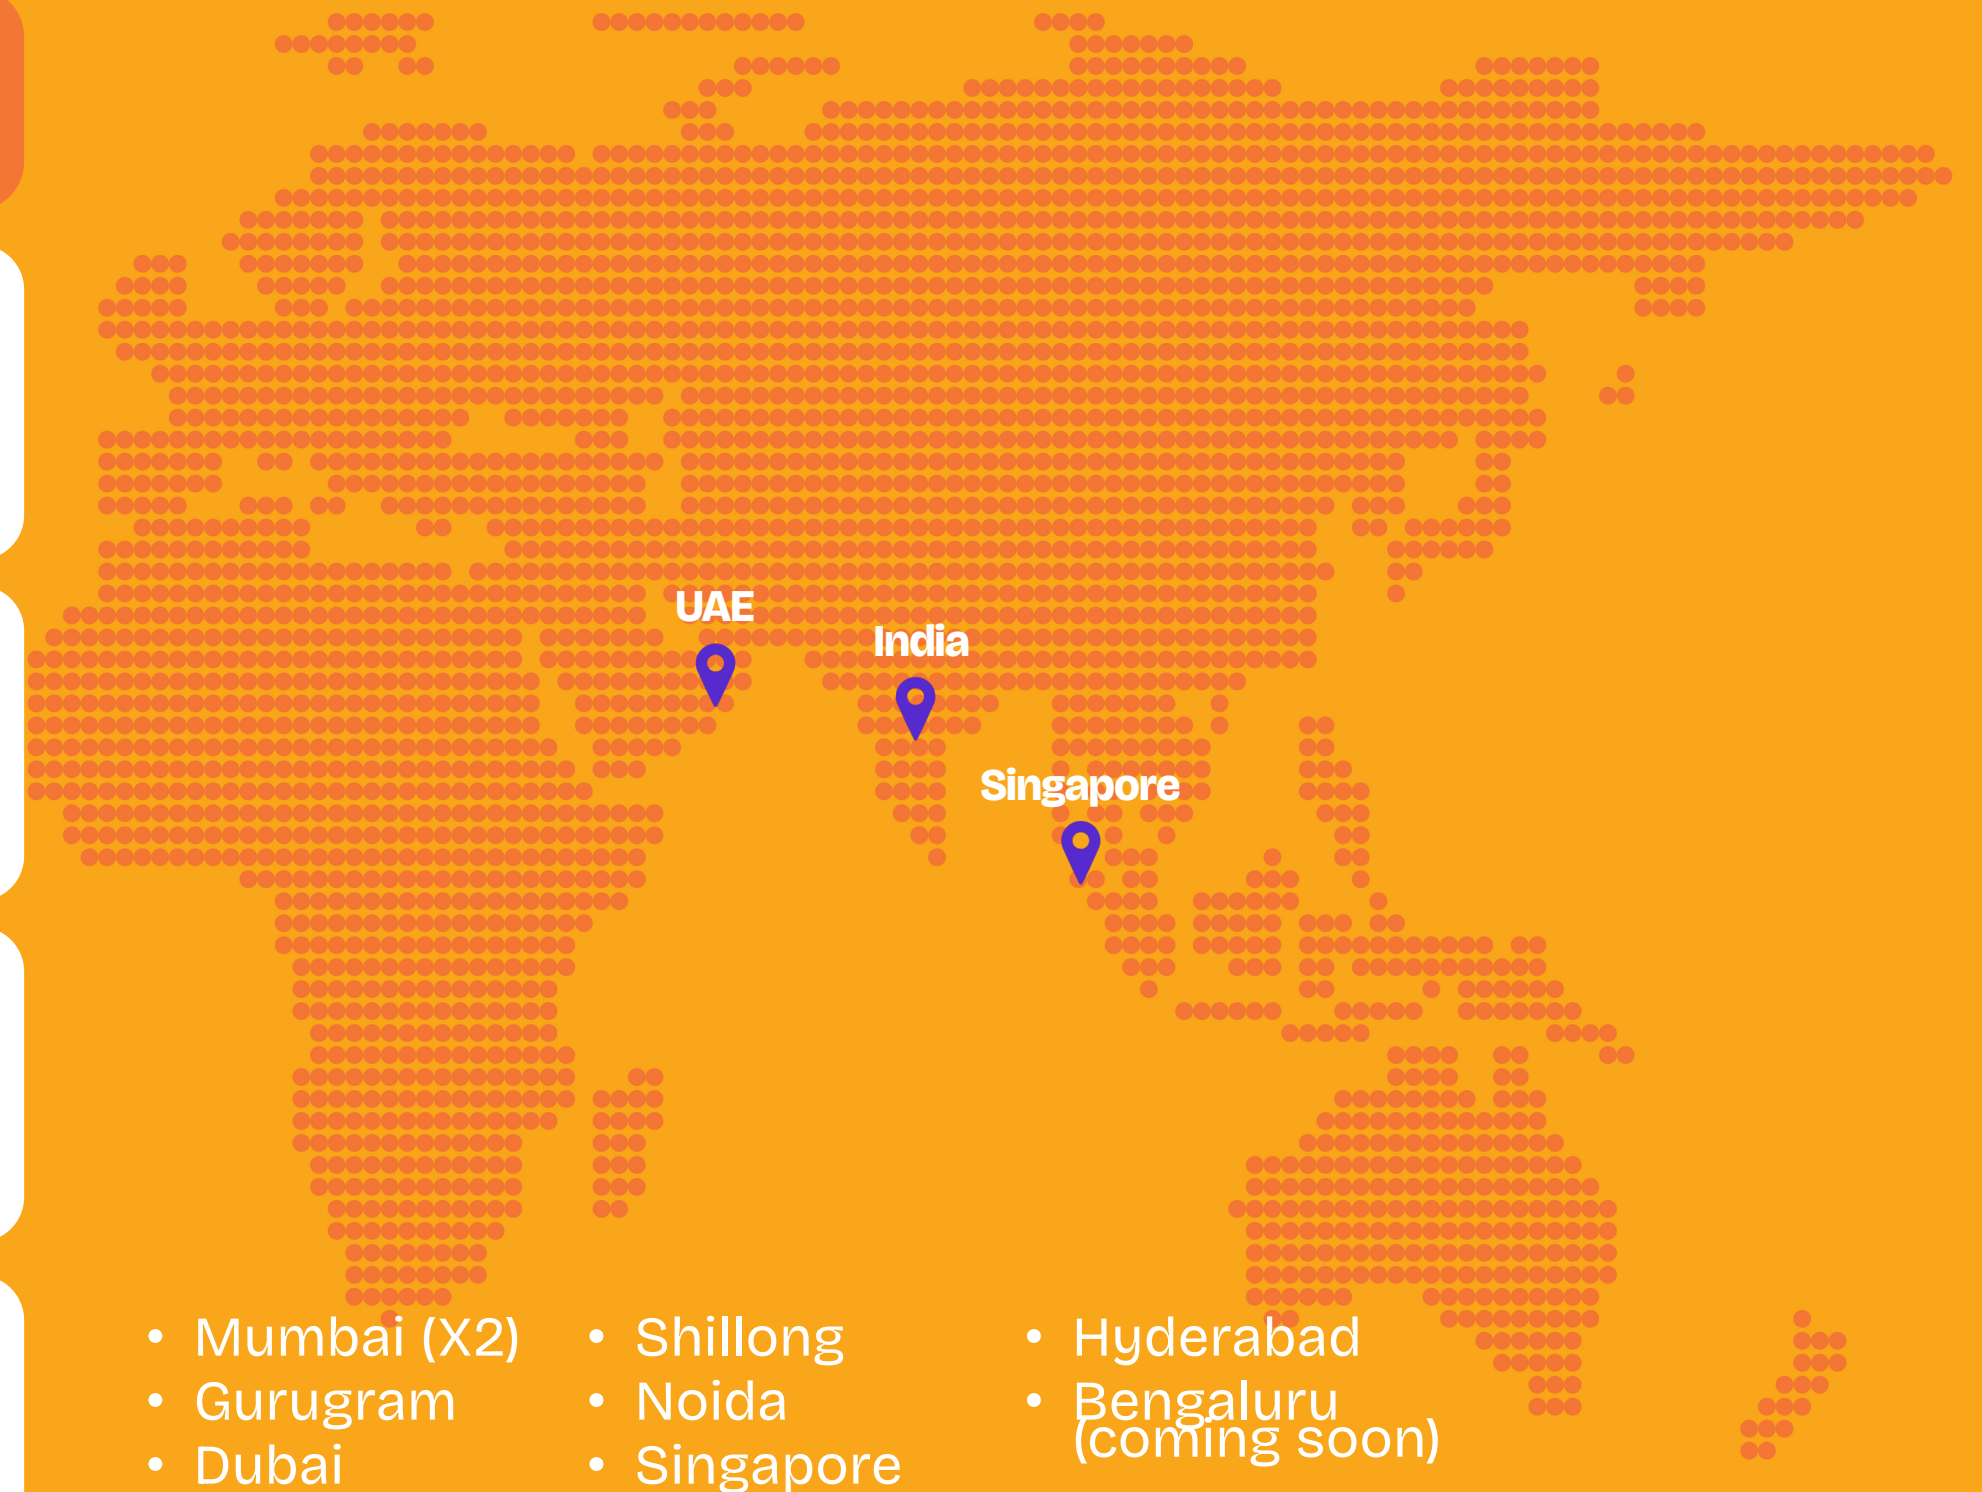 UAE
India
Singapore
• Mumbai (X2)
• Gurugram
• Dubai
• Shillong
• Noida
• Singapore
• Hyderabad
• Bengaluru
(coming soon)